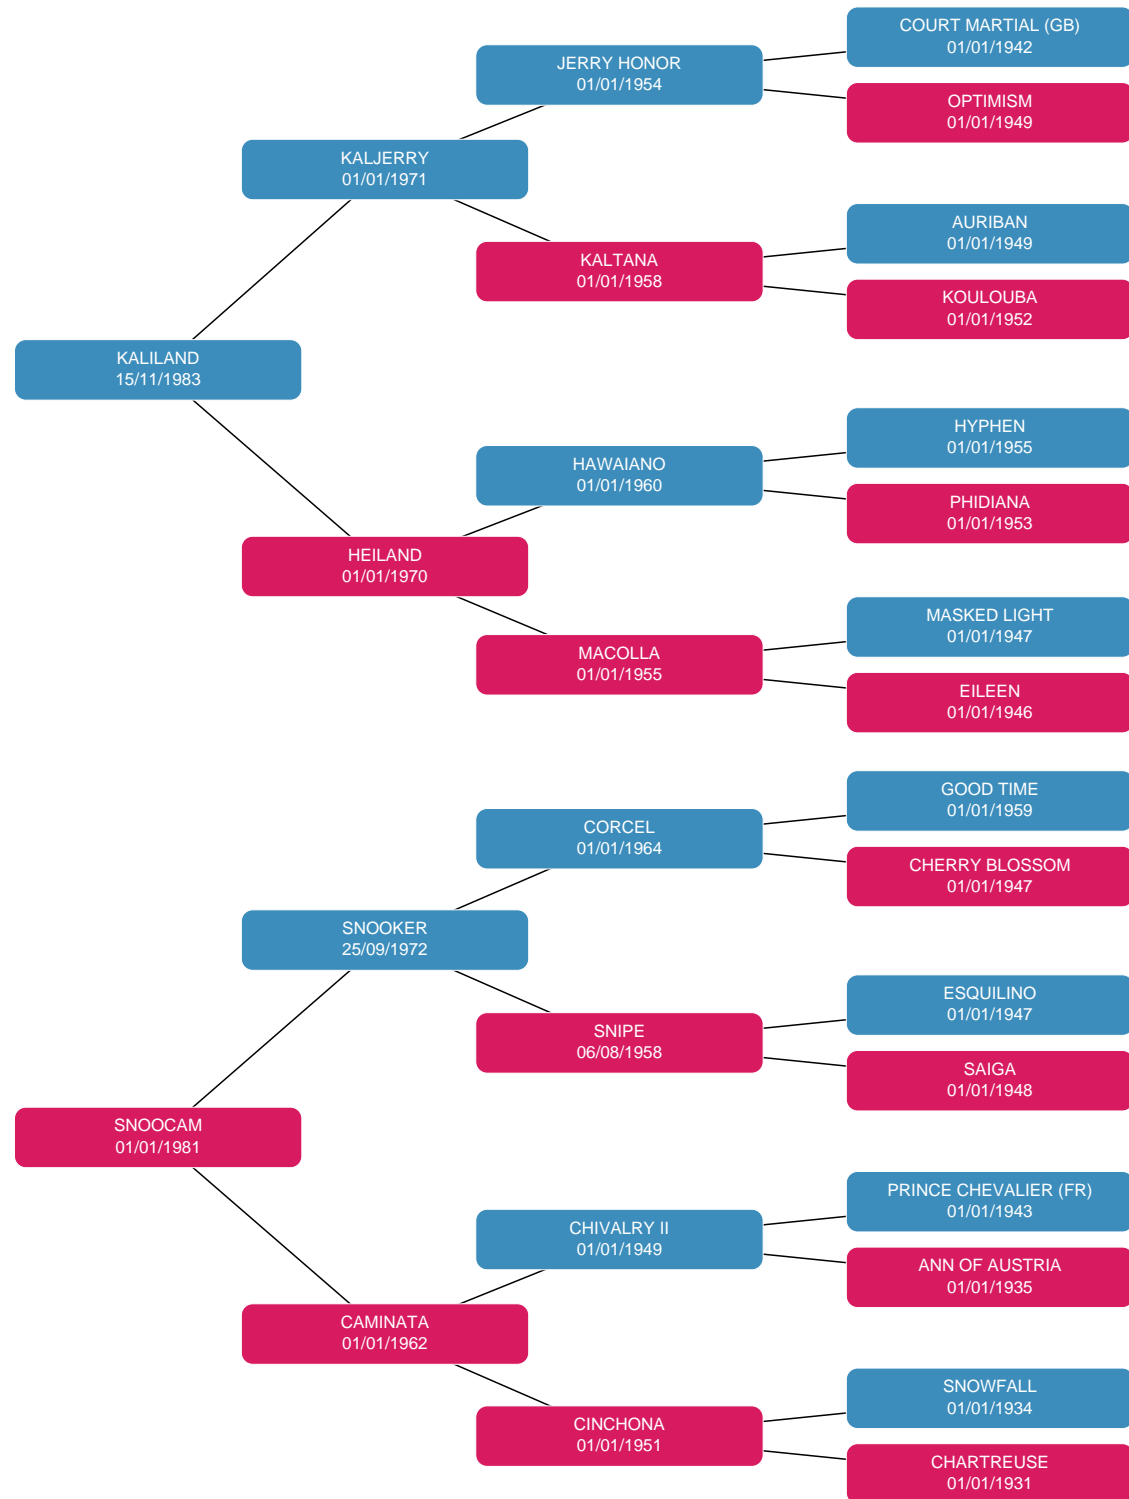 COURT MARTIAL (GB)
01/01/1942
JERRY HONOR
01/01/1954
OPTIMISM
01/01/1949
KALJERRY
01/01/1971
AURIBAN
01/01/1949
KALTANA
01/01/1958
KOULOUBA
01/01/1952
KALILAND
15/11/1983
HYPHEN
01/01/1955
HAWAIANO
01/01/1960
PHIDIANA
01/01/1953
HEILAND
01/01/1970
MASKED LIGHT
01/01/1947
MACOLLA
01/01/1955
EILEEN
01/01/1946
GOOD TIME
01/01/1959
CORCEL
01/01/1964
CHERRY BLOSSOM
01/01/1947
SNOOKER
25/09/1972
ESQUILINO
01/01/1947
SNIPE
06/08/1958
SAIGA
01/01/1948
SNOOCAM
01/01/1981
PRINCE CHEVALIER (FR)
01/01/1943
CHIVALRY II
01/01/1949
ANN OF AUSTRIA
01/01/1935
CAMINATA
01/01/1962
SNOWFALL
01/01/1934
CINCHONA
01/01/1951
CHARTREUSE
01/01/1931